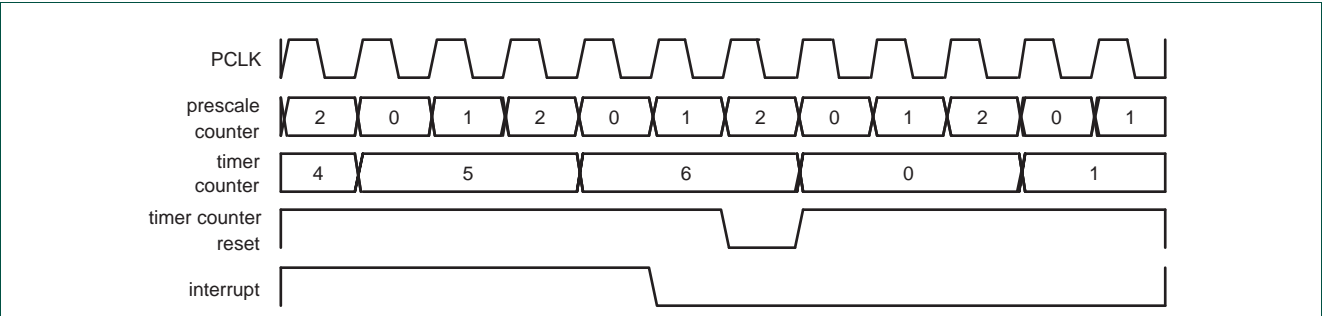 PCLK
prescale
counter
2 0 1 2 0 1 2 0 1 2 0 1
timer
counter
4 5 6 0 1
timer counter
reset
interrupt